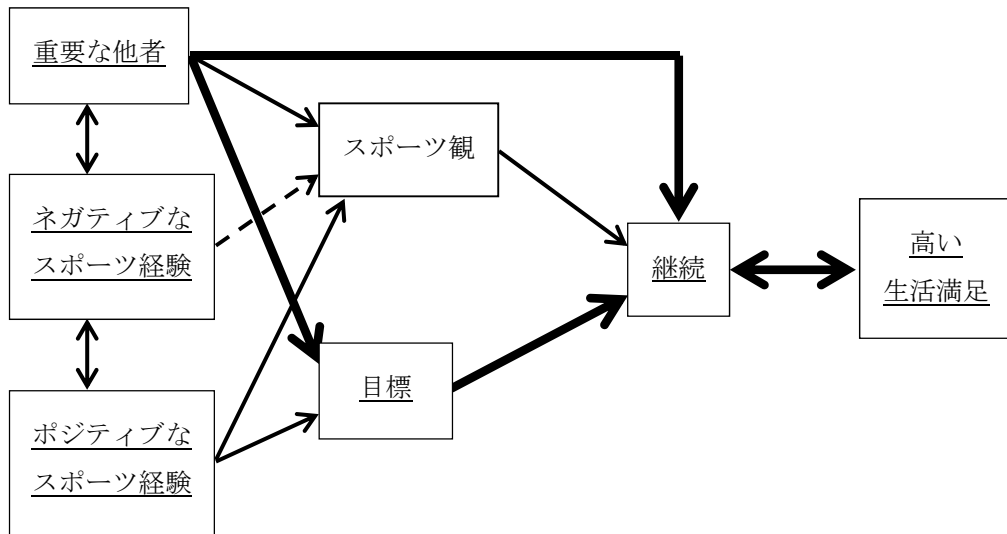 重要な他者
スポーツ観
ネガティブな
スポーツ経験
継続
高い
生活満足
目標
ポジティブな
スポーツ経験